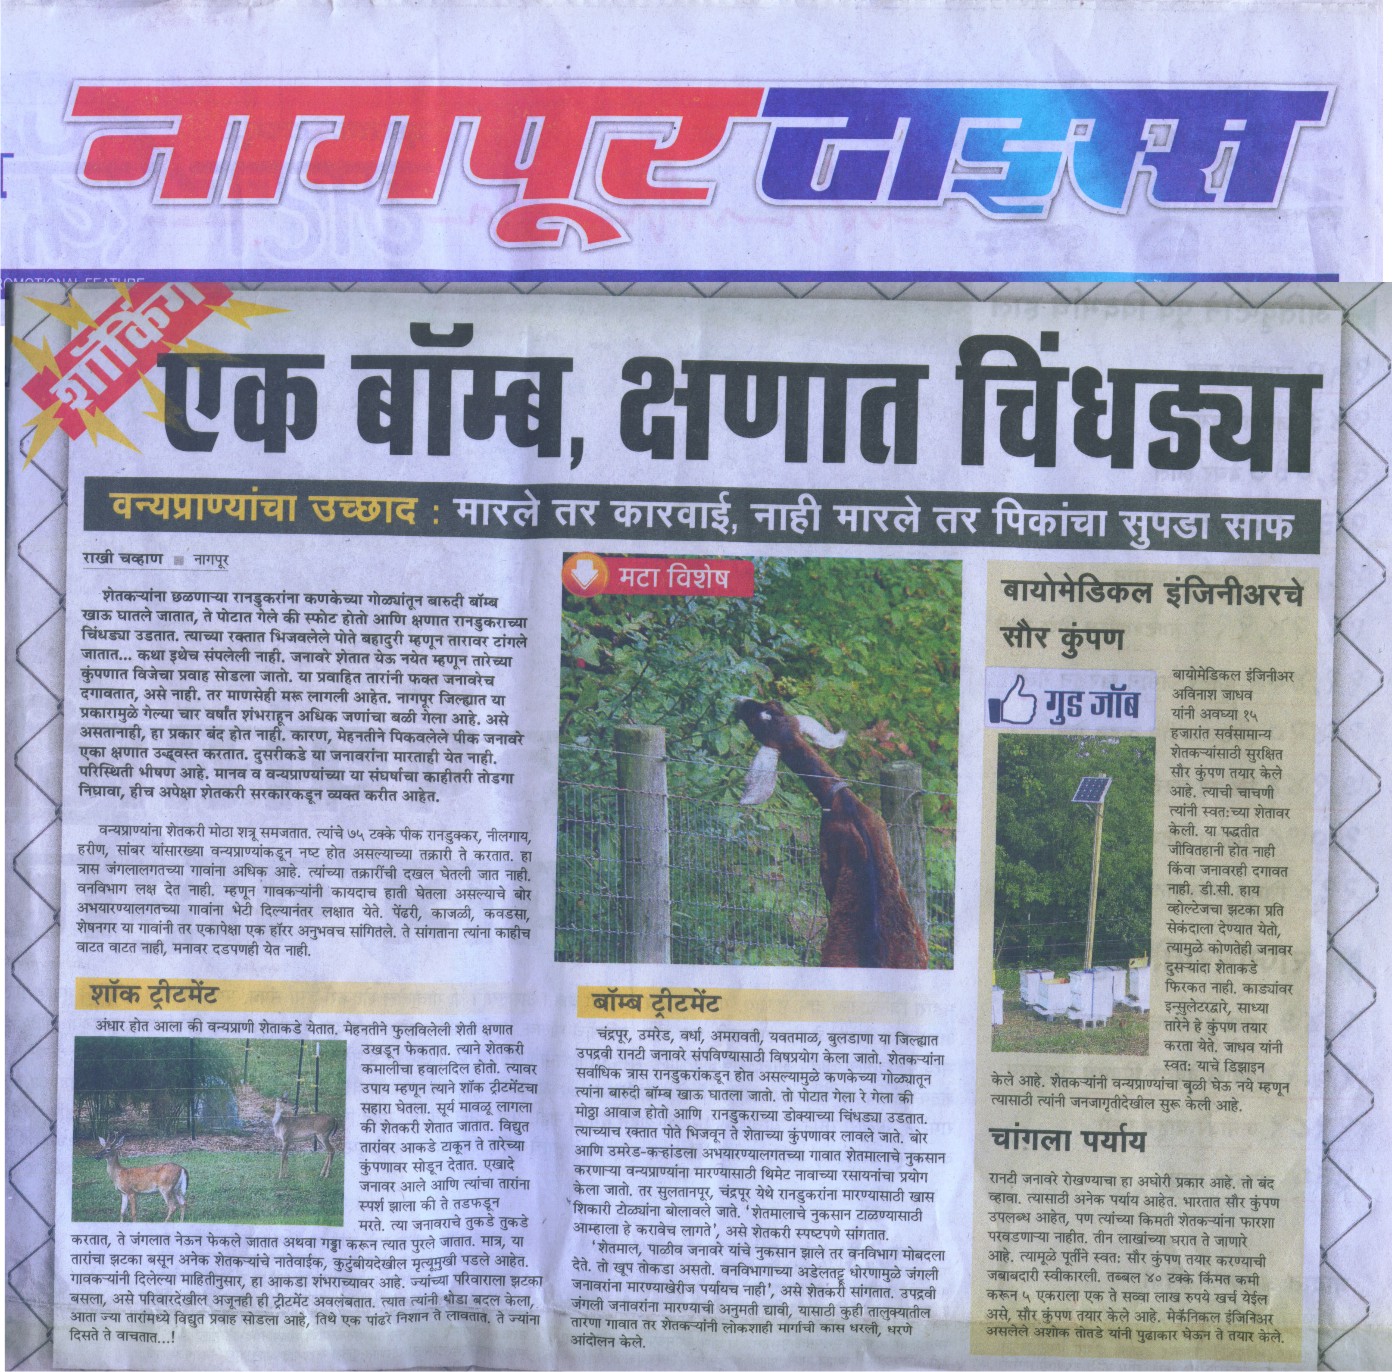 नागपूर टाइम्स
शॉकिंग
एक बॉम्ब, क्षणात चिंधड्या
वन्यप्राण्यांचा उच्छाद : मारले तर कारवाई, नाही मारले तर पिकांचा सुपडा साफ
राखी चव्हाण ■ नागपूर
शेतकऱ्यांना छळणाऱ्या रानडुकरांना कणकेच्या गोळ्यांतून बारुदी बॉम्ब
खाऊ घातले जातात, ते पोटात गेले की स्फोट होतो आणि क्षणात रानडुकराच्या
चिंधड्या उडतात. त्याच्या रक्तात भिजवलेले पोते बहादुरी म्हणून तारावर टांगले
जातात... कथा इथेच संपलेली नाही. जनावरे शेतात येऊ नयेत म्हणून तारेच्या
कुंपणात विजेचा प्रवाह सोडला जातो. या प्रवाहित तारांनी फक्त जनावरेच
दगावतात, असे नाही. तर माणसेही मरू लागली आहेत. नागपूर जिल्ह्यात या
प्रकारामुळे गेल्या चार वर्षांत शंभराहून अधिक जणांचा बळी गेला आहे. असे
असतानाही, हा प्रकार बंद होत नाही. कारण, मेहनतीने पिकवलेले पीक जनावरे
एका क्षणात उद्ध्वस्त करतात. दुसरीकडे या जनावरांना मारताही येत नाही.
परिस्थिती भीषण आहे. मानव व वन्यप्राण्यांच्या या संघर्षाचा काहीतरी तोडगा
निघावा, हीच अपेक्षा शेतकरी सरकारकडून व्यक्त करीत आहेत.
वन्यप्राण्यांना शेतकरी मोठा शत्रू समजतात. त्यांचे ७५ टक्के पीक रानडुक्कर, नीलगाय,
हरीण, सांबर यांसारख्या वन्यप्राण्यांकडून नष्ट होत असल्याच्या तक्रारी ते करतात. हा
त्रास जंगलालगतच्या गावांना अधिक आहे. त्यांच्या तक्रारींची दखल घेतली जात नाही.
वनविभाग लक्ष देत नाही. म्हणून गावकऱ्यांनी कायदाच हाती घेतला असल्याचे बोर
अभयारण्यालगतच्या गावांना भेटी दिल्यानंतर लक्षात येते. पेंढरी, काजळी, कवडसा,
शेषनगर या गावांनी तर एकापेक्षा एक हॉरर अनुभवच सांगितले. ते सांगताना त्यांना काहीच
वाटत वाटत नाही, मनावर दडपणही येत नाही.
शॉक ट्रीटमेंट
अंधार होत आला की वन्यप्राणी शेताकडे येतात. मेहनतीने फुलविलेली शेती क्षणात
उखडून फेकतात. त्याने शेतकरी
कमालीचा हवालदिल होतो. त्यावर
उपाय म्हणून त्याने शॉक ट्रीटमेंटचा
सहारा घेतला. सूर्य मावळू लागला
की शेतकरी शेतात जातात. विद्युत
तारांवर आकडे टाकून ते तारेच्या
कुंपणावर सोडून देतात. एखादे
जनावर आले आणि त्यांचा तारांना
स्पर्श झाला की ते तडफडून
मरते. त्या जनावराचे तुकडे तुकडे
करतात, ते जंगलात नेऊन फेकले जातात अथवा गड्डा करून त्यात पुरले जातात. मात्र, या
तारांचा झटका बसून अनेक शेतकऱ्यांचे नातेवाईक, कुटुंबीयदेखील मृत्यूमुखी पडले आहेत.
गावकऱ्यांनी दिलेल्या माहितीनुसार, हा आकडा शंभराच्यावर आहे. ज्यांच्या परिवाराला झटका
बसला, असे परिवारदेखील अजूनही ही ट्रीटमेंट अवलंबतात. त्यात त्यांनी थोडा बदल केला,
आता ज्या तारांमध्ये विद्युत प्रवाह सोडला आहे, तिथे एक पांढरे निशान ते लावतात. ते ज्यांना
दिसते ते वाचतात...!
मटा विशेष
बॉम्ब ट्रीटमेंट
चंद्रपूर, उमरेड, वर्धा, अमरावती, यवतमाळ, बुलडाणा या जिल्ह्यात
उपद्रवी रानटी जनावरे संपविण्यासाठी विषप्रयोग केला जातो. शेतकऱ्यांना
सर्वाधिक त्रास रानडुकरांकडून होत असल्यामुळे कणकेच्या गोळ्यातून
त्यांना बारुदी बॉम्ब खाऊ घातला जातो. तो पोटात गेला रे गेला की
मोठ्ठा आवाज होतो आणि रानडुकराच्या डोक्याच्या चिंधड्या उडतात.
त्याच्याच रक्तात पोते भिजवून ते शेताच्या कुंपणावर लावले जाते. बोर
आणि उमरेड-कऱ्हांडला अभयारण्यालगतच्या गावात शेतमालाचे नुकसान
करणाऱ्या वन्यप्राण्यांना मारण्यासाठी थिमेट नावाच्या रसायनांचा प्रयोग
केला जातो. तर सुलतानपूर, चंद्रपूर येथे रानडुकरांना मारण्यासाठी खास
शिकारी टोळ्यांना बोलावले जाते. 'शेतमालाचे नुकसान टाळण्यासाठी
आम्हाला हे करावेच लागते', असे शेतकरी स्पष्टपणे सांगतात.
'शेतमाल, पाळीव जनावरे यांचे नुकसान झाले तर वनविभाग मोबदला
देते. तो खूप तोकडा असतो. वनविभागाच्या अडेलतट्टू धोरणामुळे जंगली
जनावरांना मारण्याखेरीज पर्यायच नाही', असे शेतकरी सांगतात. उपद्रवी
जंगली जनावरांना मारण्याची अनुमती द्यावी, यासाठी कुही तालुक्यातील
तारणा गावात तर शेतकऱ्यांनी लोकशाही मार्गाची कास धरली, धरणे
आंदोलन केले.
बायोमेडिकल इंजिनीअरचे
सौर कुंपण
गुड जॉब
बायोमेडिकल इंजिनीअर
अविनाश जाधव
यांनी अवघ्या १५
हजारांत सर्वसामान्य
शेतकऱ्यांसाठी सुरक्षित
सौर कुंपण तयार केले
आहे. त्याची चाचणी
त्यांनी स्वतःच्या शेतावर
केली. या पद्धतीत
जीवितहानी होत नाही
किंवा जनावरही दगावत
नाही. डी.सी. हाय
व्होल्टेजचा झटका प्रति
सेकंदाला देण्यात येतो,
त्यामुळे कोणतेही जनावर
दुसऱ्यांदा शेताकडे
फिरकत नाही. काड्यांवर
इन्सुलेटरद्वारे, साध्या
तारेने हे कुंपण तयार
करता येते. जाधव यांनी
स्वतः याचे डिझाइन
केले आहे. शेतकऱ्यांनी वन्यप्राण्यांचा बळी घेऊ नये म्हणून
त्यासाठी त्यांनी जनजागृतीदेखील सुरू केली आहे.
चांगला पर्याय
रानटी जनावरे रोखण्याचा हा अघोरी प्रकार आहे. तो बंद
व्हावा. त्यासाठी अनेक पर्याय आहेत. भारतात सौर कुंपण
उपलब्ध आहेत, पण त्यांच्या किमती शेतकऱ्यांना फारशा
परवडणाऱ्या नाहीत. तीन लाखांच्या घरात ते जाणारे
आहे. त्यामूळे पूर्तीने स्वतः सौर कुंपण तयार करण्याची
जबाबदारी स्वीकारली. तब्बल ४० टक्के किंमत कमी
करून ५ एकराला एक ते सव्वा लाख रुपये खर्च येईल
असे, सौर कुंपण तयार केले आहे. मेकॅनिकल इंजिनिअर
असलेले अशोक तोतडे यांनी पुढाकार घेऊन ते तयार केले.